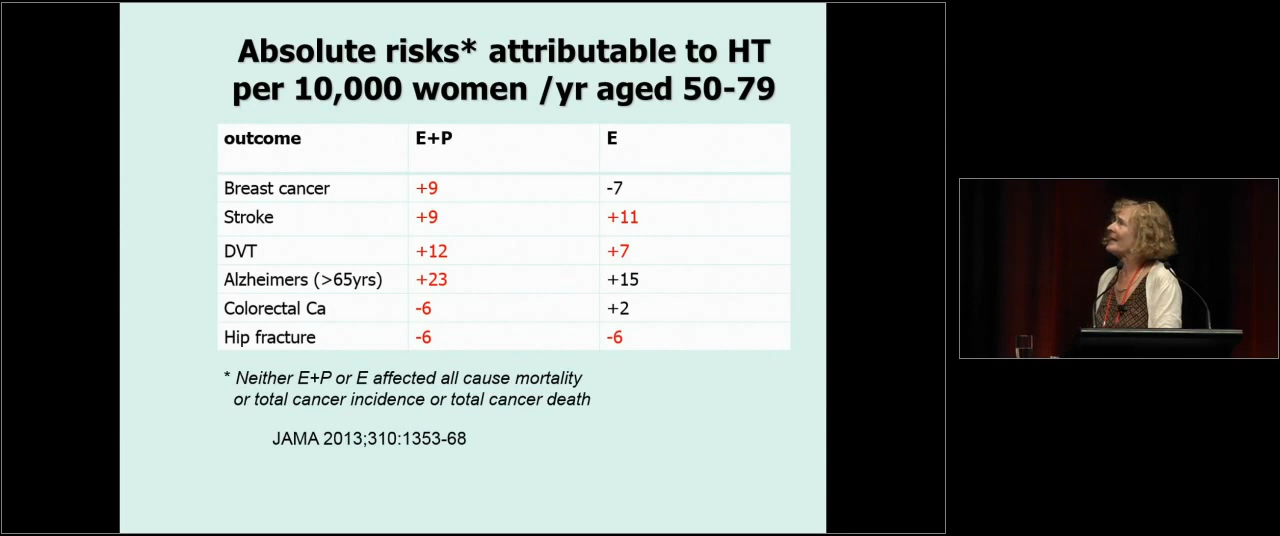 Absolute risks* attributable to HT
per 10,000 women /yr aged 50-79
outcome E+P E
Breast cancer +9 -7
Stroke +9 +11
DVT +12 +7
Alzheimers (>65yrs) +23 +15
Colorectal Ca -6 +2
Hip fracture -6 -6
* Neither E+P or E affected all cause mortality
or total cancer incidence or total cancer death
JAMA 2013;310:1353-68